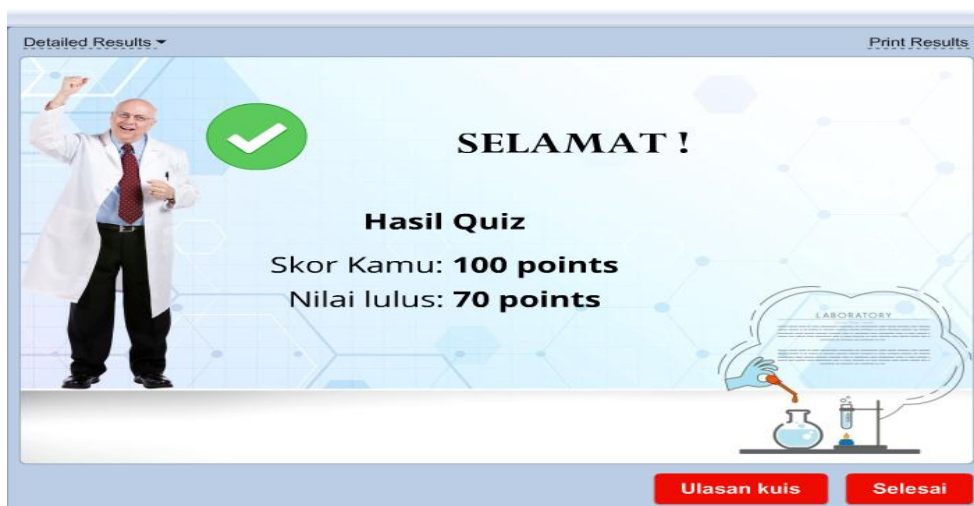 Detailed Results
Print Results
SELAMAT !
Hasil Quiz
Skor Kamu: 100 points
Nilai lulus: 70 points
LABORATORY
Ulasan kuis
Selesai